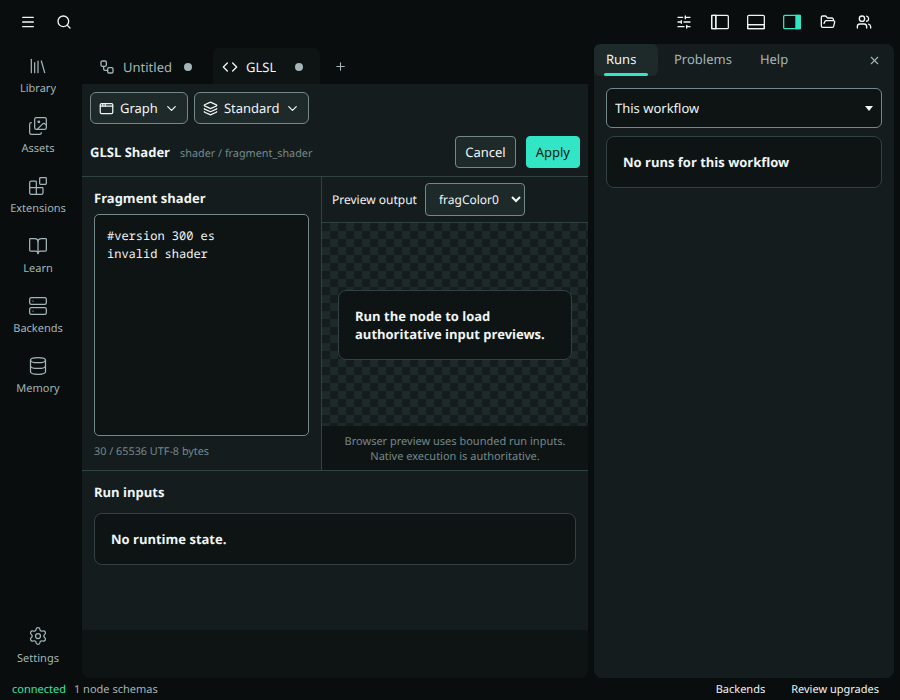 Untitled
GLSL
Runs
Problems
Help
Library
Assets
Extensions
Learn
Backends
Memory
Settings
Graph
Standard
GLSL Shader
shader / fragment_shader
Cancel
Apply
Fragment shader
#version 300 es
invalid shader
30 / 65536 UTF-8 bytes
Preview output
fragColor0
Run the node to load
authoritative input previews.
Browser preview uses bounded run inputs.
Native execution is authoritative.
Run inputs
No runtime state.
This workflow
No runs for this workflow
connected
1 node schemas
Backends
Review upgrades